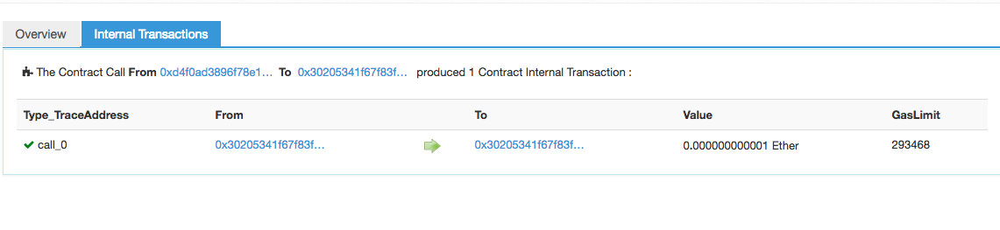 Overview Internal Transactions
The Contract Call From 0xd4f0ad3896f78e1... To 0x30205341f67f83f... produced 1 Contract Internal Transaction :
Type_TraceAddress From To Value GasLimit
call_0 0x30205341f67f83f... 0x30205341f67f83f... 0.000000000001 Ether 293468